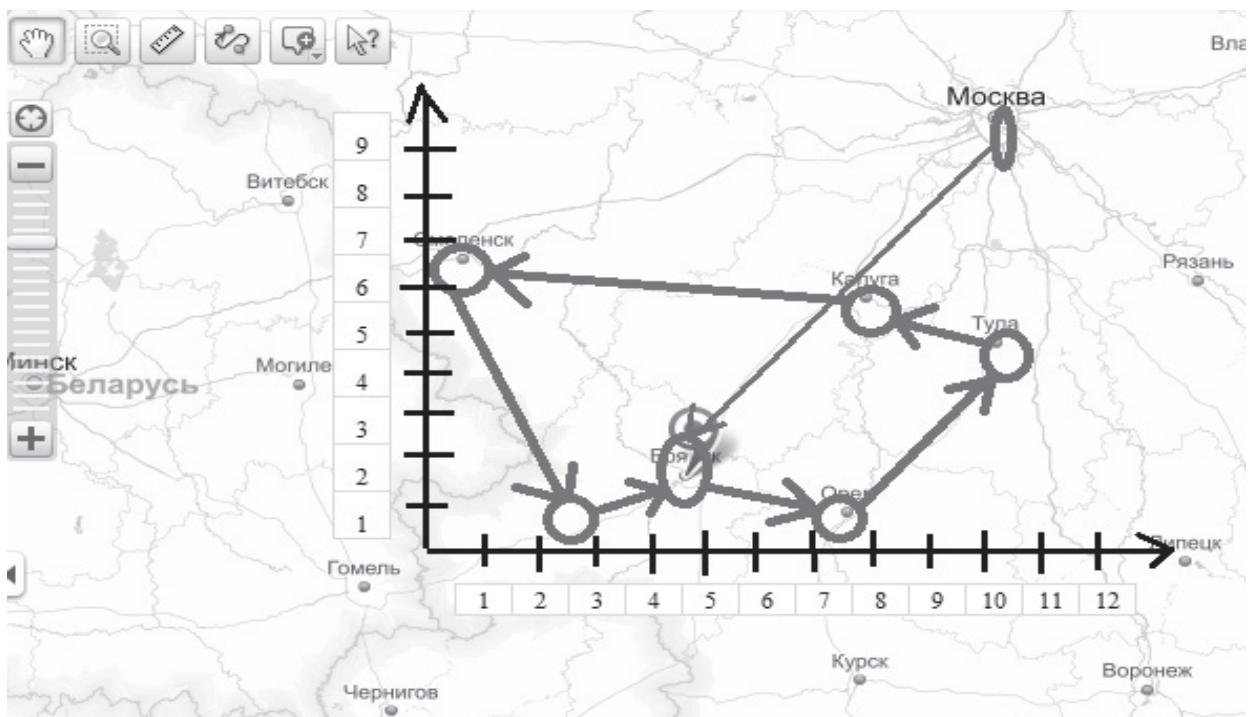 Вла
Москва
9
Витебск
8
7
Смоленск
Рязань
6
Калуга
5
Тула
Минск
Могиле
4
Беларусь
3
Брянск
2
Орел
1
Липецк
Гомель
1 2 3 4 5 6 7 8 9 10 11 12
Курск
Воронеж
Чернигов